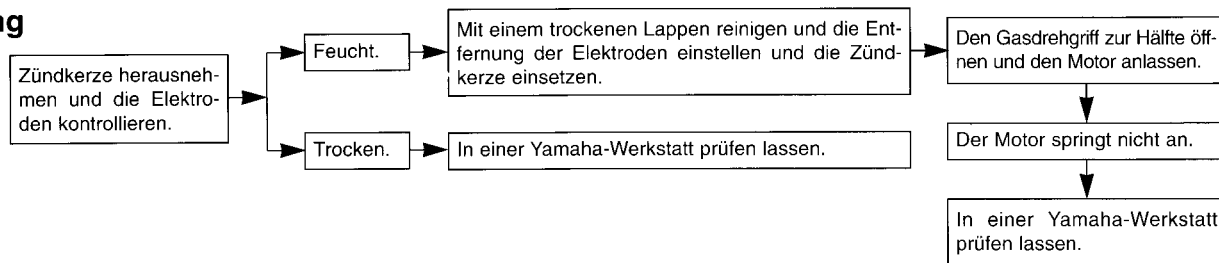 ng
Zündkerze herausneh-
men und die Elektro-
den kontrollieren.
Feucht.
Mit einem trockenen Lappen reinigen und die Ent-
fernung der Elektroden einstellen und die Zünd-
kerze einsetzen.
Den Gasdrehgriff zur Hälfte öff-
nen und den Motor anlassen.
Der Motor springt nicht an.
In einer Yamaha-Werkstatt
prüfen lassen.
Trocken.
In einer Yamaha-Werkstatt prüfen lassen.